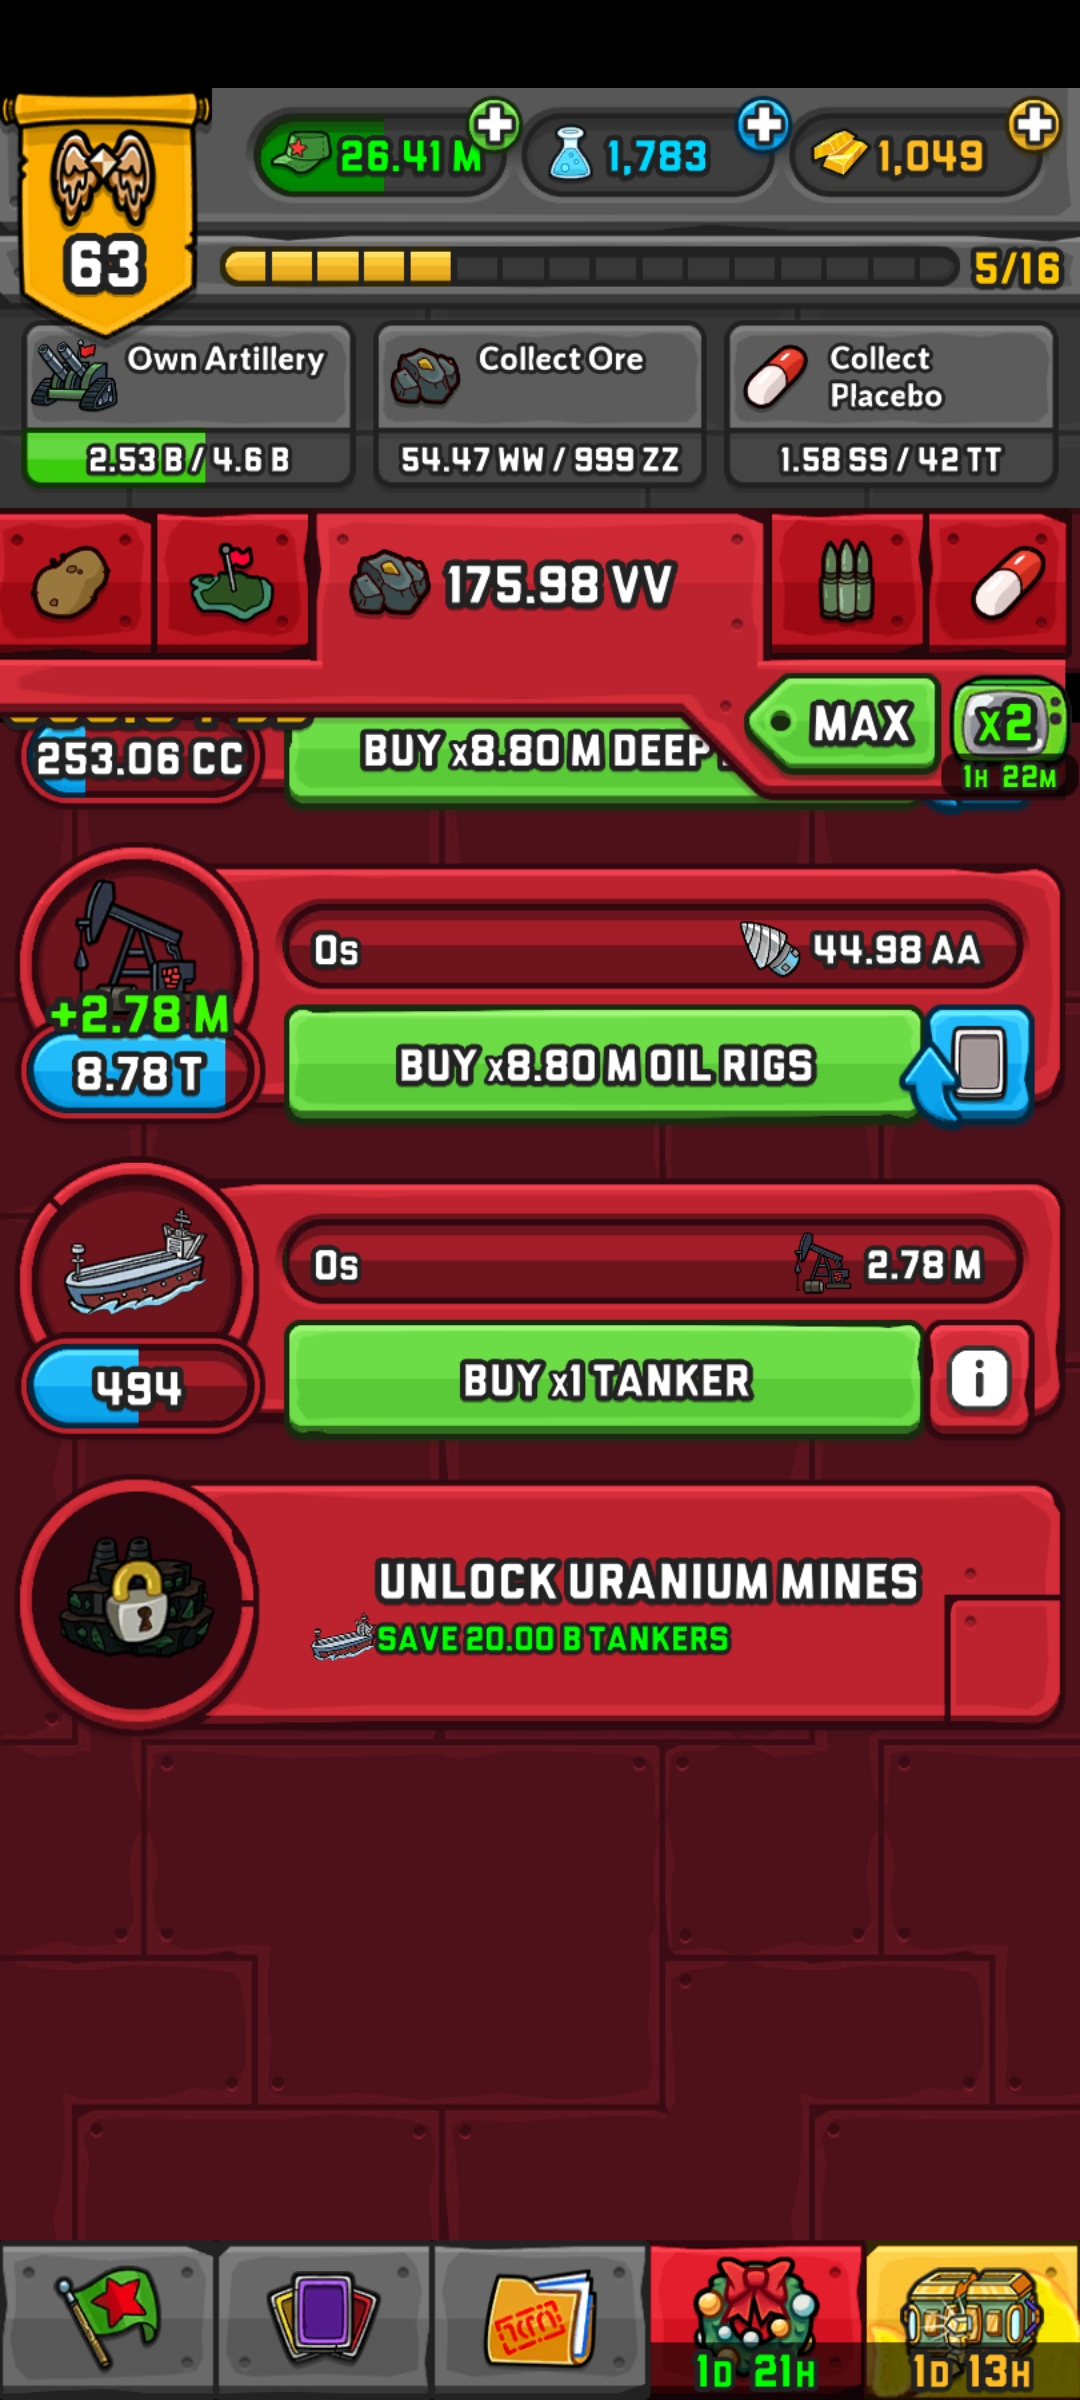 26.41 M
1,783
1,049
63
5/16
Own Artillery
2.53 B / 4.6 B
Collect Ore
54.47 WW / 999 ZZ
Collect
Placebo
1.58 SS / 42 TT
175.98 VV
MAX
x2
1H 22M
253.06 CC
BUY x8.80 M DEEP
0s
44.98 AA
+2.78 M
8.78 T
BUY x8.80 M OIL RIGS
0s
2.78 M
494
BUY x1 TANKER
i
UNLOCK URANIUM MINES
SAVE 20.00 B TANKERS
1D 21H
1D 13H